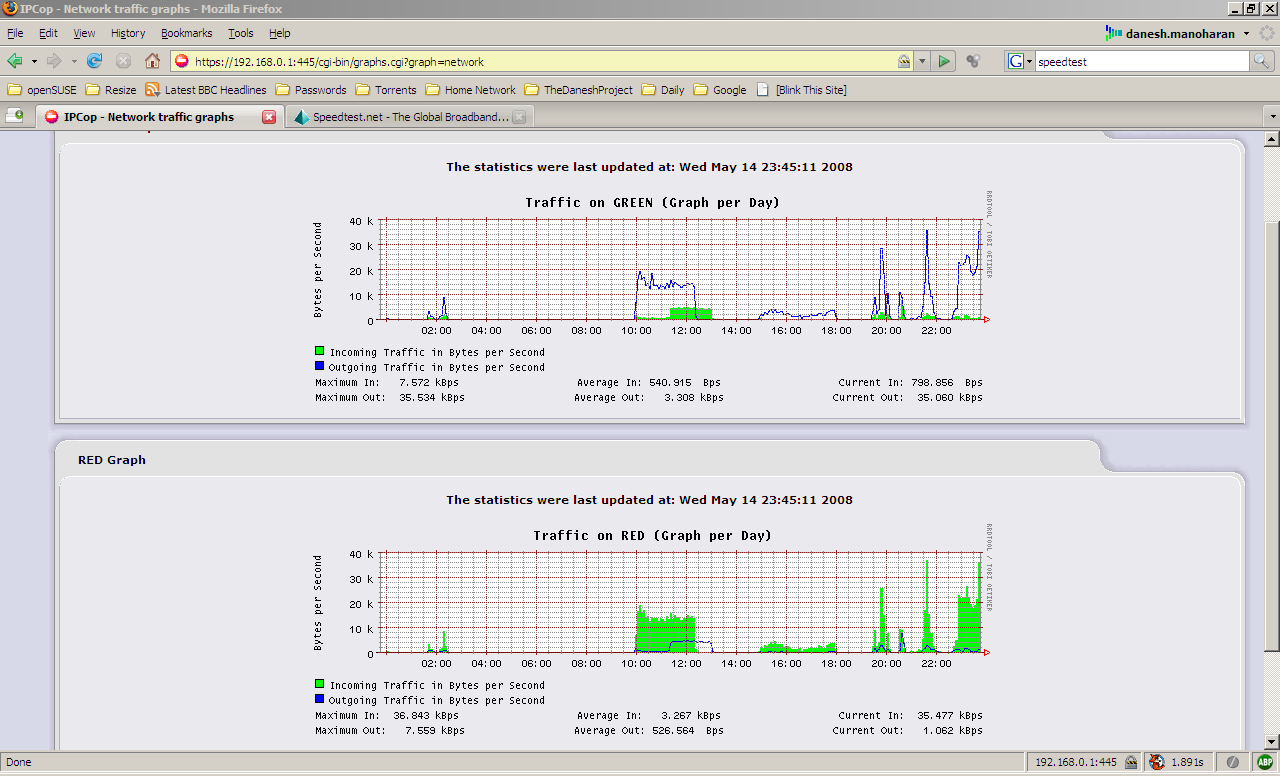 IPCop - Network traffic graphs - Mozilla Firefox
File Edit View History Bookmarks Tools Help
danesh.manoharan
https://192.168.0.1:445/cgi-bin/graphs.cgi?graph=network
G speedtest
openSUSE Resize Latest BBC Headlines Passwords Torrents Home Network TheDaneshProject Daily Google [Blink This Site]
IPCop - Network traffic graphs Speedtest.net - The Global Broadband...
The statistics were last updated at: Wed May 14 23:45:11 2008
Traffic on GREEN (Graph per Day)
RRDTOOL / TOBI OETIKER
Bytes per Second
40 k
30 k
20 k
10 k
0
02:00 04:00 06:00 08:00 10:00 12:00 14:00 16:00 18:00 20:00 22:00
Incoming Traffic in Bytes per Second
Outgoing Traffic in Bytes per Second
Maximum In: 7.572 kBps Average In: 540.915 Bps Current In: 798.856 Bps
Maximum Out: 35.534 kBps Average Out: 3.308 kBps Current Out: 35.060 kBps
RED Graph
The statistics were last updated at: Wed May 14 23:45:11 2008
Traffic on RED (Graph per Day)
RRDTOOL / TOBI OETIKER
Bytes per Second
40 k
30 k
20 k
10 k
0
02:00 04:00 06:00 08:00 10:00 12:00 14:00 16:00 18:00 20:00 22:00
Incoming Traffic in Bytes per Second
Outgoing Traffic in Bytes per Second
Maximum In: 36.843 kBps Average In: 3.267 kBps Current In: 35.477 kBps
Maximum Out: 7.559 kBps Average Out: 526.564 Bps Current Out: 1.062 kBps
Done 192.168.0.1:445 1.891s ABP